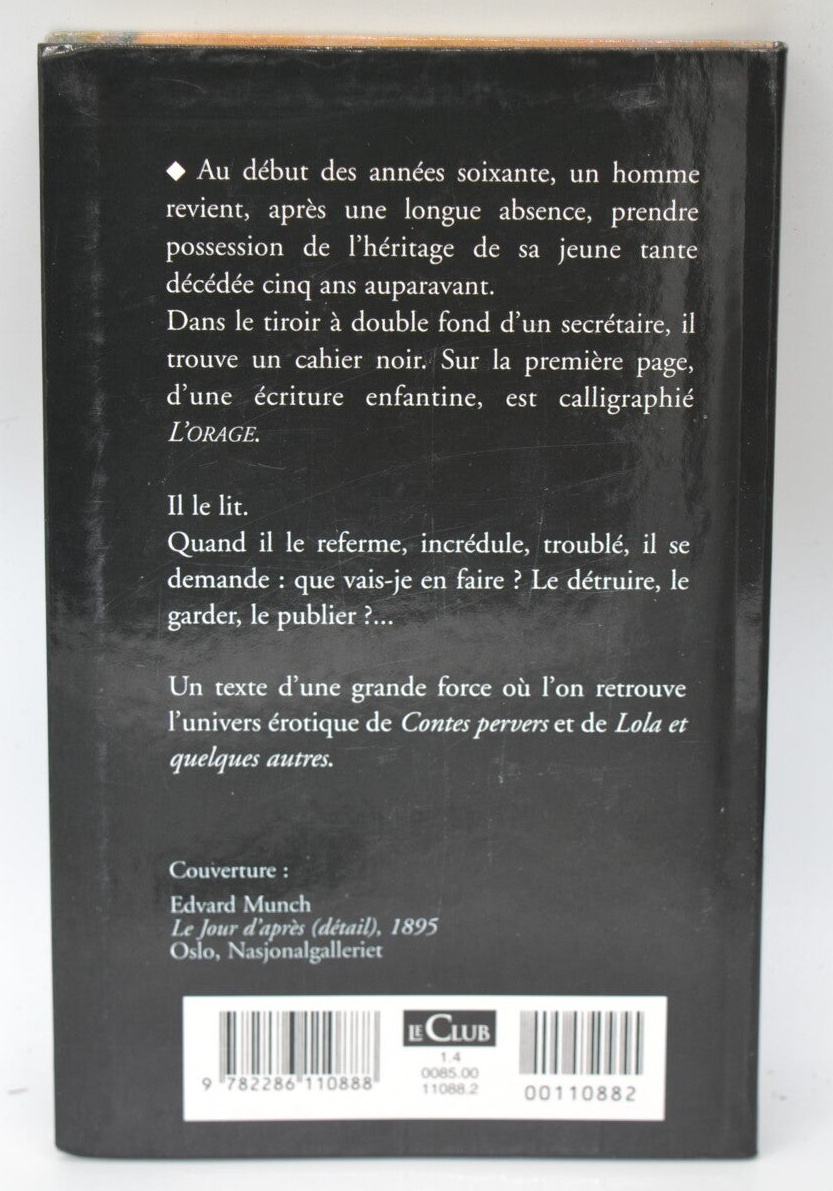 ◆ Au début des années soixante, un homme
revient, après une longue absence, prendre
possession de l'héritage de sa jeune tante
décédée cinq ans auparavant.
Dans le tiroir à double fond d'un secrétaire, il
trouve un cahier noir. Sur la première page,
d'une écriture enfantine, est calligraphié
L'ORAGE.
Il le lit.
Quand il le referme, incrédule, troublé, il se
demande : que vais-je en faire ? Le détruire, le
garder, le publier ?...
Un texte d'une grande force où l'on retrouve
l'univers érotique de Contes pervers et de Lola et
quelques autres.
Couverture :
Edvard Munch
Le Jour d'après (détail), 1895
Oslo, Nasjonalgalleriet
LE CLUB
1.4
0085.00
11088.2
9 782286 110888
00110882